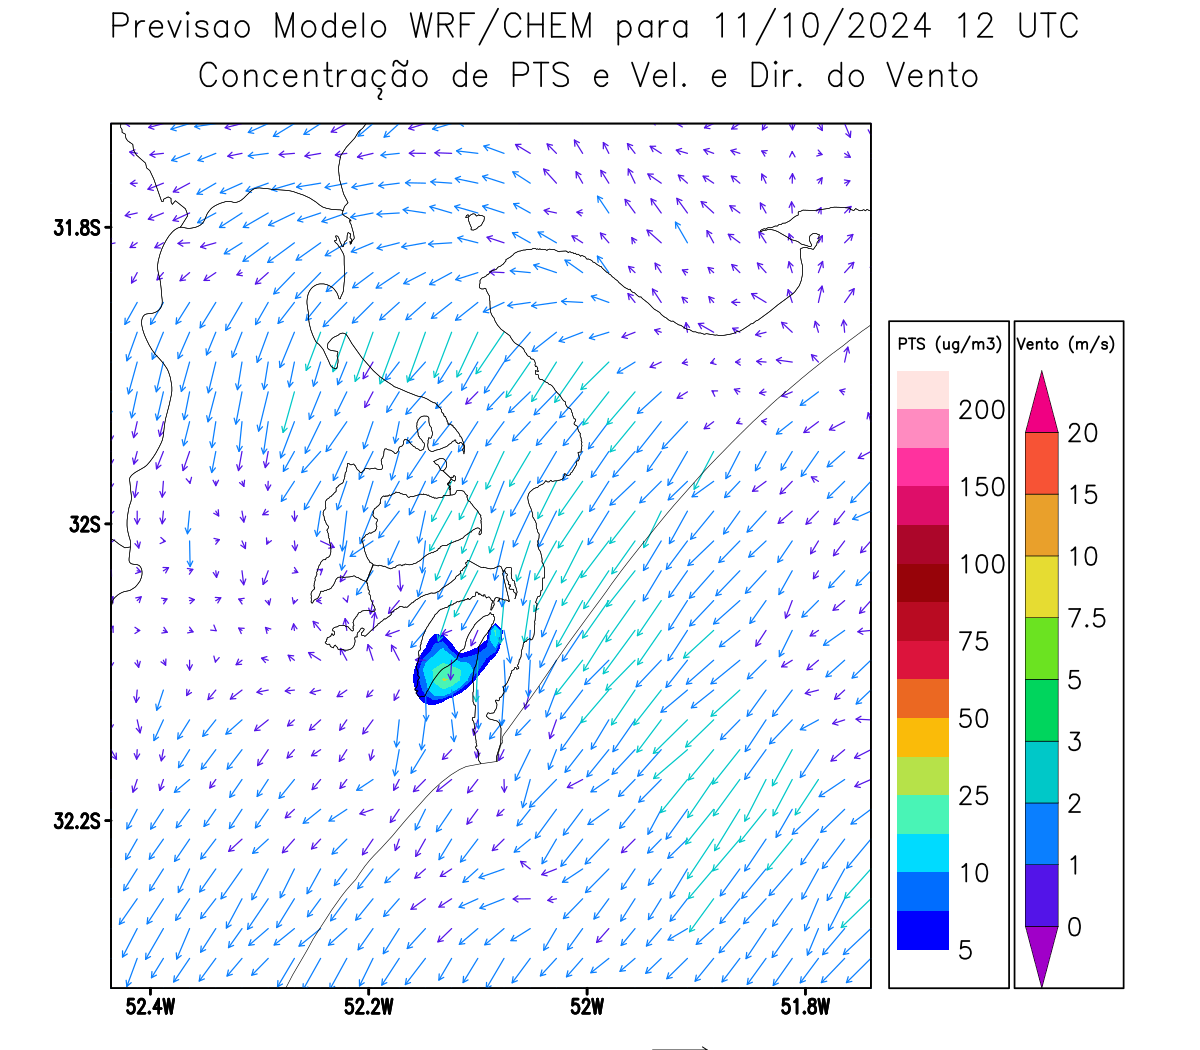 Previsao Modelo WRF/CHEM para 11/10/2024 12 UTC
Concentração de PTS e Vel. e Dir. do Vento
31.8S
32S
32.2S
52.4W
52.2W
52W
51.8W
PTS (ug/m3)
200
150
100
75
50
25
10
5
Vento (m/s)
20
15
10
7.5
5
3
2
1
0